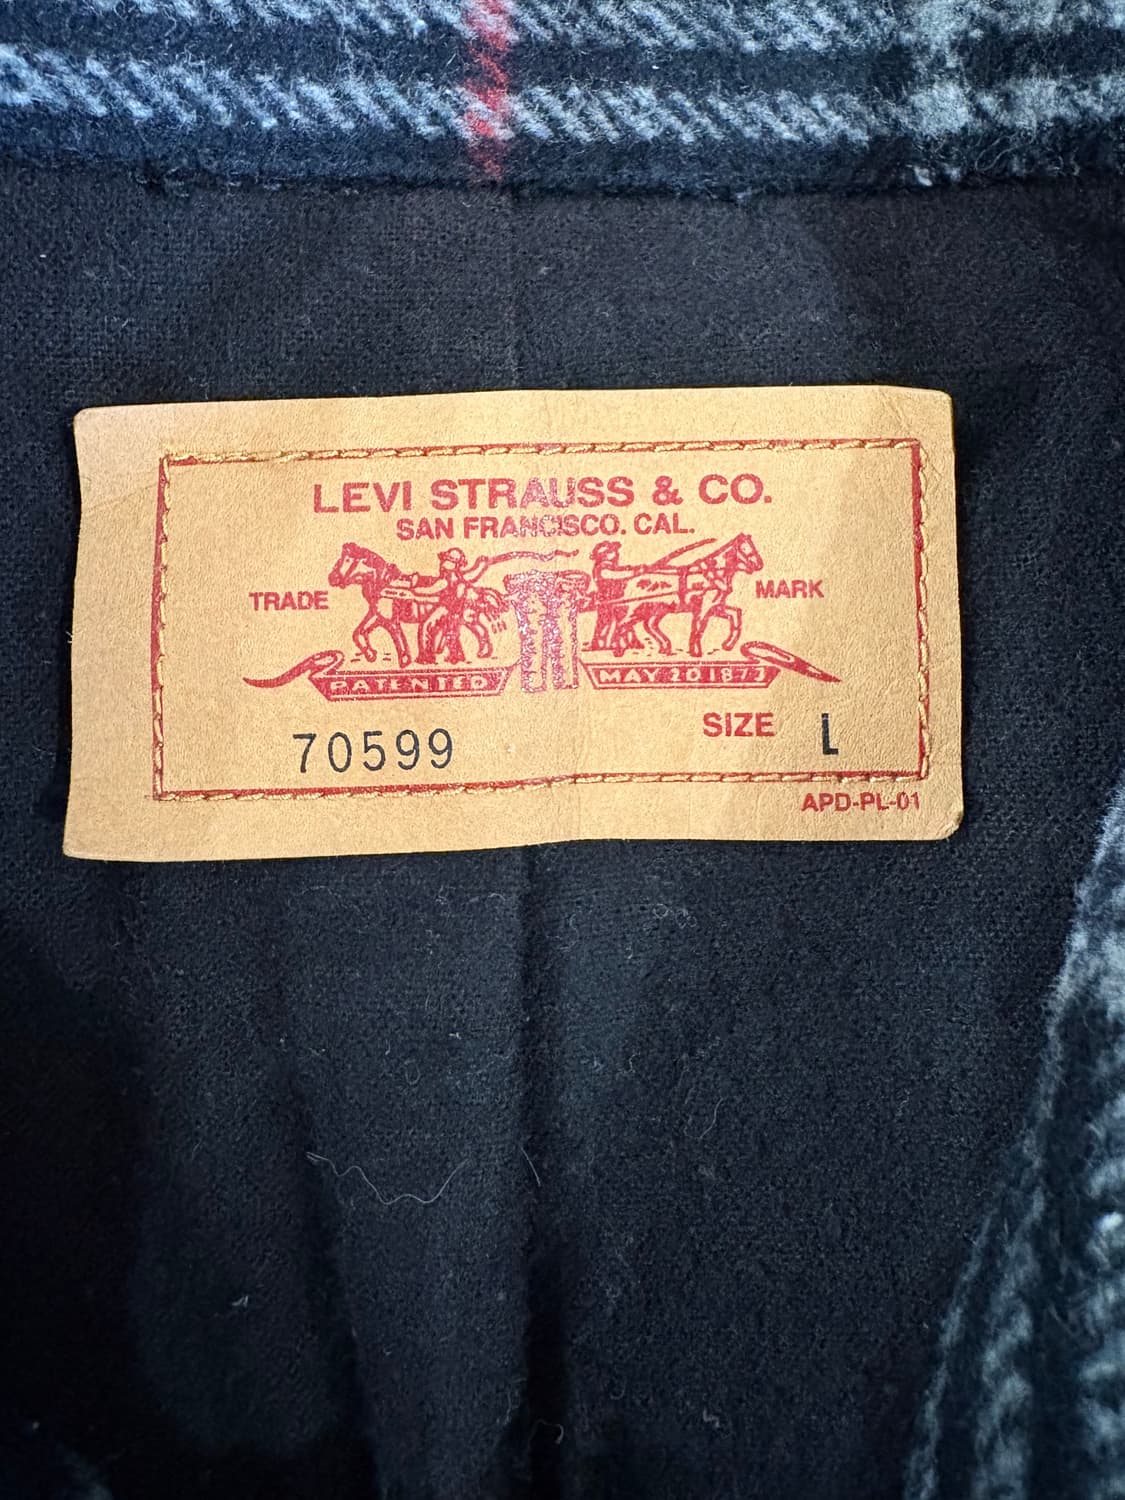 LEVI STRAUSS & CO.
SAN FRANCISCO. CAL.
TRADE MARK
PATENTED MAY 20 1873
70599 SIZE L
APD-PL-01